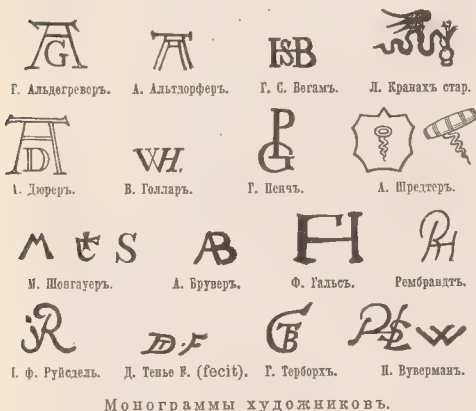 Г. Альдегреверъ. А. Альтдорферъ. Г. С. Бегамъ. Л. Кранахъ стар.
А. Дюреръ. В. Голларъ. Г. Пенчъ. А. Шредтеръ.
М. Шонгауеръ. А. Бруверъ. Ф. Гальсъ. Рембрандтъ.
І. ф. Руйсдель. Д. Тенье F. (fecit). Г. Терборхъ. П. Вуверманъ.
Монограммы художниковъ.